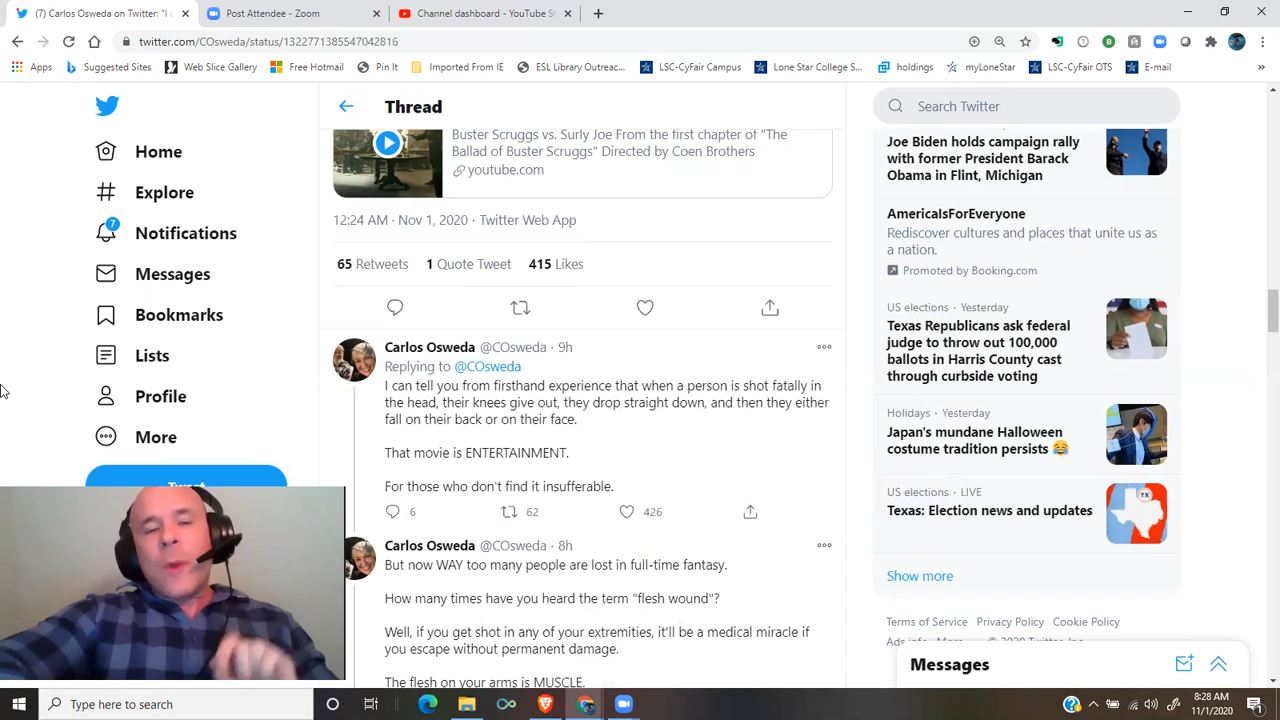 (7) Carlos Osweda on Twitter: "I
Post Attendee - Zoom
Channel dashboard - YouTube St
twitter.com/COsweda/status/1322771385547042816
Apps
Suggested Sites
Web Slice Gallery
Free Hotmail
Pin It
Imported From IE
ESL Library Outreac...
LSC-CyFair Campus
Lone Star College S...
holdings
myLoneStar
LSC-CyFair OTS
E-mail
»
Home
Explore
7
Notifications
Messages
Bookmarks
Lists
Profile
More
Tweet
Thread
Buster Scruggs vs. Surly Joe From the first chapter of "The
Ballad of Buster Scruggs" Directed by Coen Brothers
youtube.com
12:24 AM · Nov 1, 2020 · Twitter Web App
65 Retweets 1 Quote Tweet 415 Likes
Carlos Osweda @COsweda · 9h
Replying to @COsweda
I can tell you from firsthand experience that when a person is shot fatally in
the head, their knees give out, they drop straight down, and then they either
fall on their back or on their face.
That movie is ENTERTAINMENT.
For those who don't find it insufferable.
6 62 426
Carlos Osweda @COsweda · 8h
But now WAY too many people are lost in full-time fantasy.
How many times have you heard the term "flesh wound"?
Well, if you get shot in any of your extremities, it'll be a medical miracle if
you escape without permanent damage.
The flesh on your arms is MUSCLE.
Search Twitter
Joe Biden holds campaign rally
with former President Barack
Obama in Flint, Michigan
AmericaIsForEveryone
Rediscover cultures and places that unite us as
a nation.
Promoted by Booking.com
US elections · Yesterday
Texas Republicans ask federal
judge to throw out 100,000
ballots in Harris County cast
through curbside voting
Holidays · Yesterday
Japan's mundane Halloween
costume tradition persists 😂
US elections · LIVE
Texas: Election news and updates
Show more
Terms of Service Privacy Policy Cookie Policy
Messages
Type here to search
8:28 AM
11/1/2020